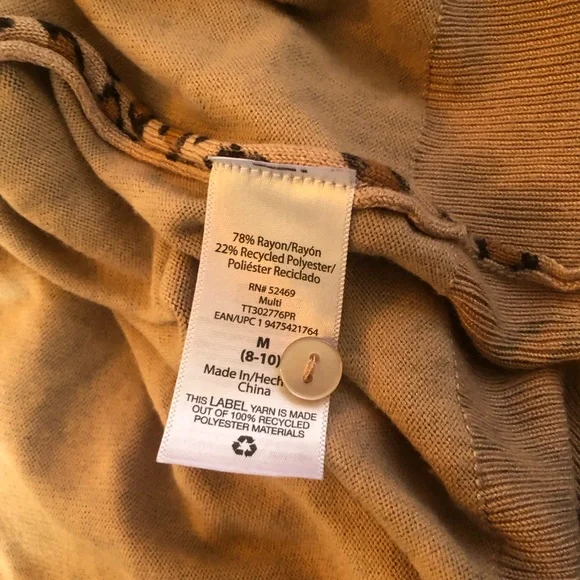 78% Rayon/Rayón
22% Recycled Polyester/
Poliéster Reciclado
RN# 52469
Multi
TT302776PR
EAN/UPC 1 9475421764
M
(8-10)
Made In/Hech
China
THIS LABEL YARN IS MADE
OUT OF 100% RECYCLED
POLYESTER MATERIALS